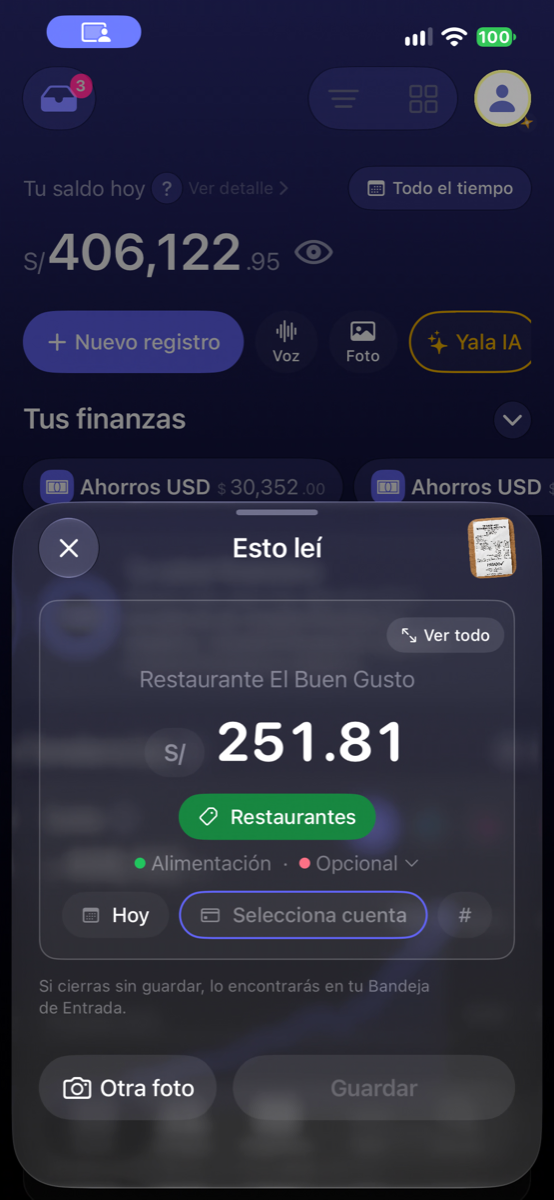 100
3
Tu saldo hoy ? Ver detalle >
Todo el tiempo
S/406,122.95
+ Nuevo registro
Voz
Foto
Yala IA
Tus finanzas
Ahorros USD $30,352.00
Ahorros USD $
Esto leí
Ver todo
Restaurante El Buen Gusto
S/ 251.81
Restaurantes
Alimentación · Opcional
Hoy
Selecciona cuenta
#
Si cierras sin guardar, lo encontrarás en tu Bandeja
de Entrada.
Otra foto
Guardar